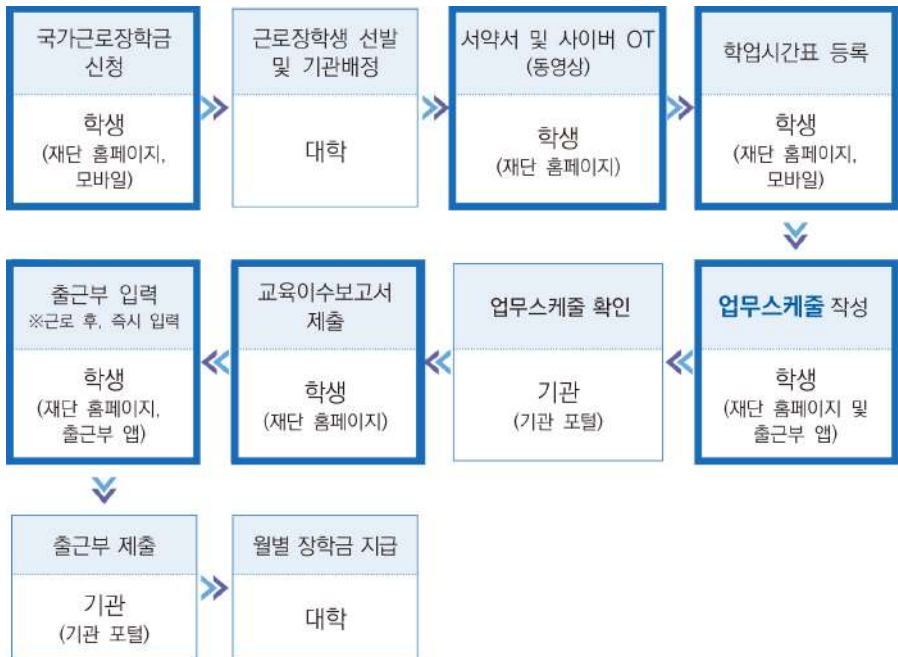 국가근로장학금
신청
학생
(재단 홈페이지,
모바일)
근로장학생 선발
및 기관배정
대학
서약서 및 사이버 OT
(동영상)
학생
(재단 홈페이지)
학업시간표 등록
학생
(재단 홈페이지,
모바일)
업무스케줄 작성
학생
(재단 홈페이지 및
출근부 앱)
업무스케줄 확인
기관
(기관 포털)
교육이수보고서
제출
학생
(재단 홈페이지)
출근부 입력
※근로 후, 즉시 입력
학생
(재단 홈페이지,
출근부 앱)
출근부 제출
기관
(기관 포털)
월별 장학금 지급
대학